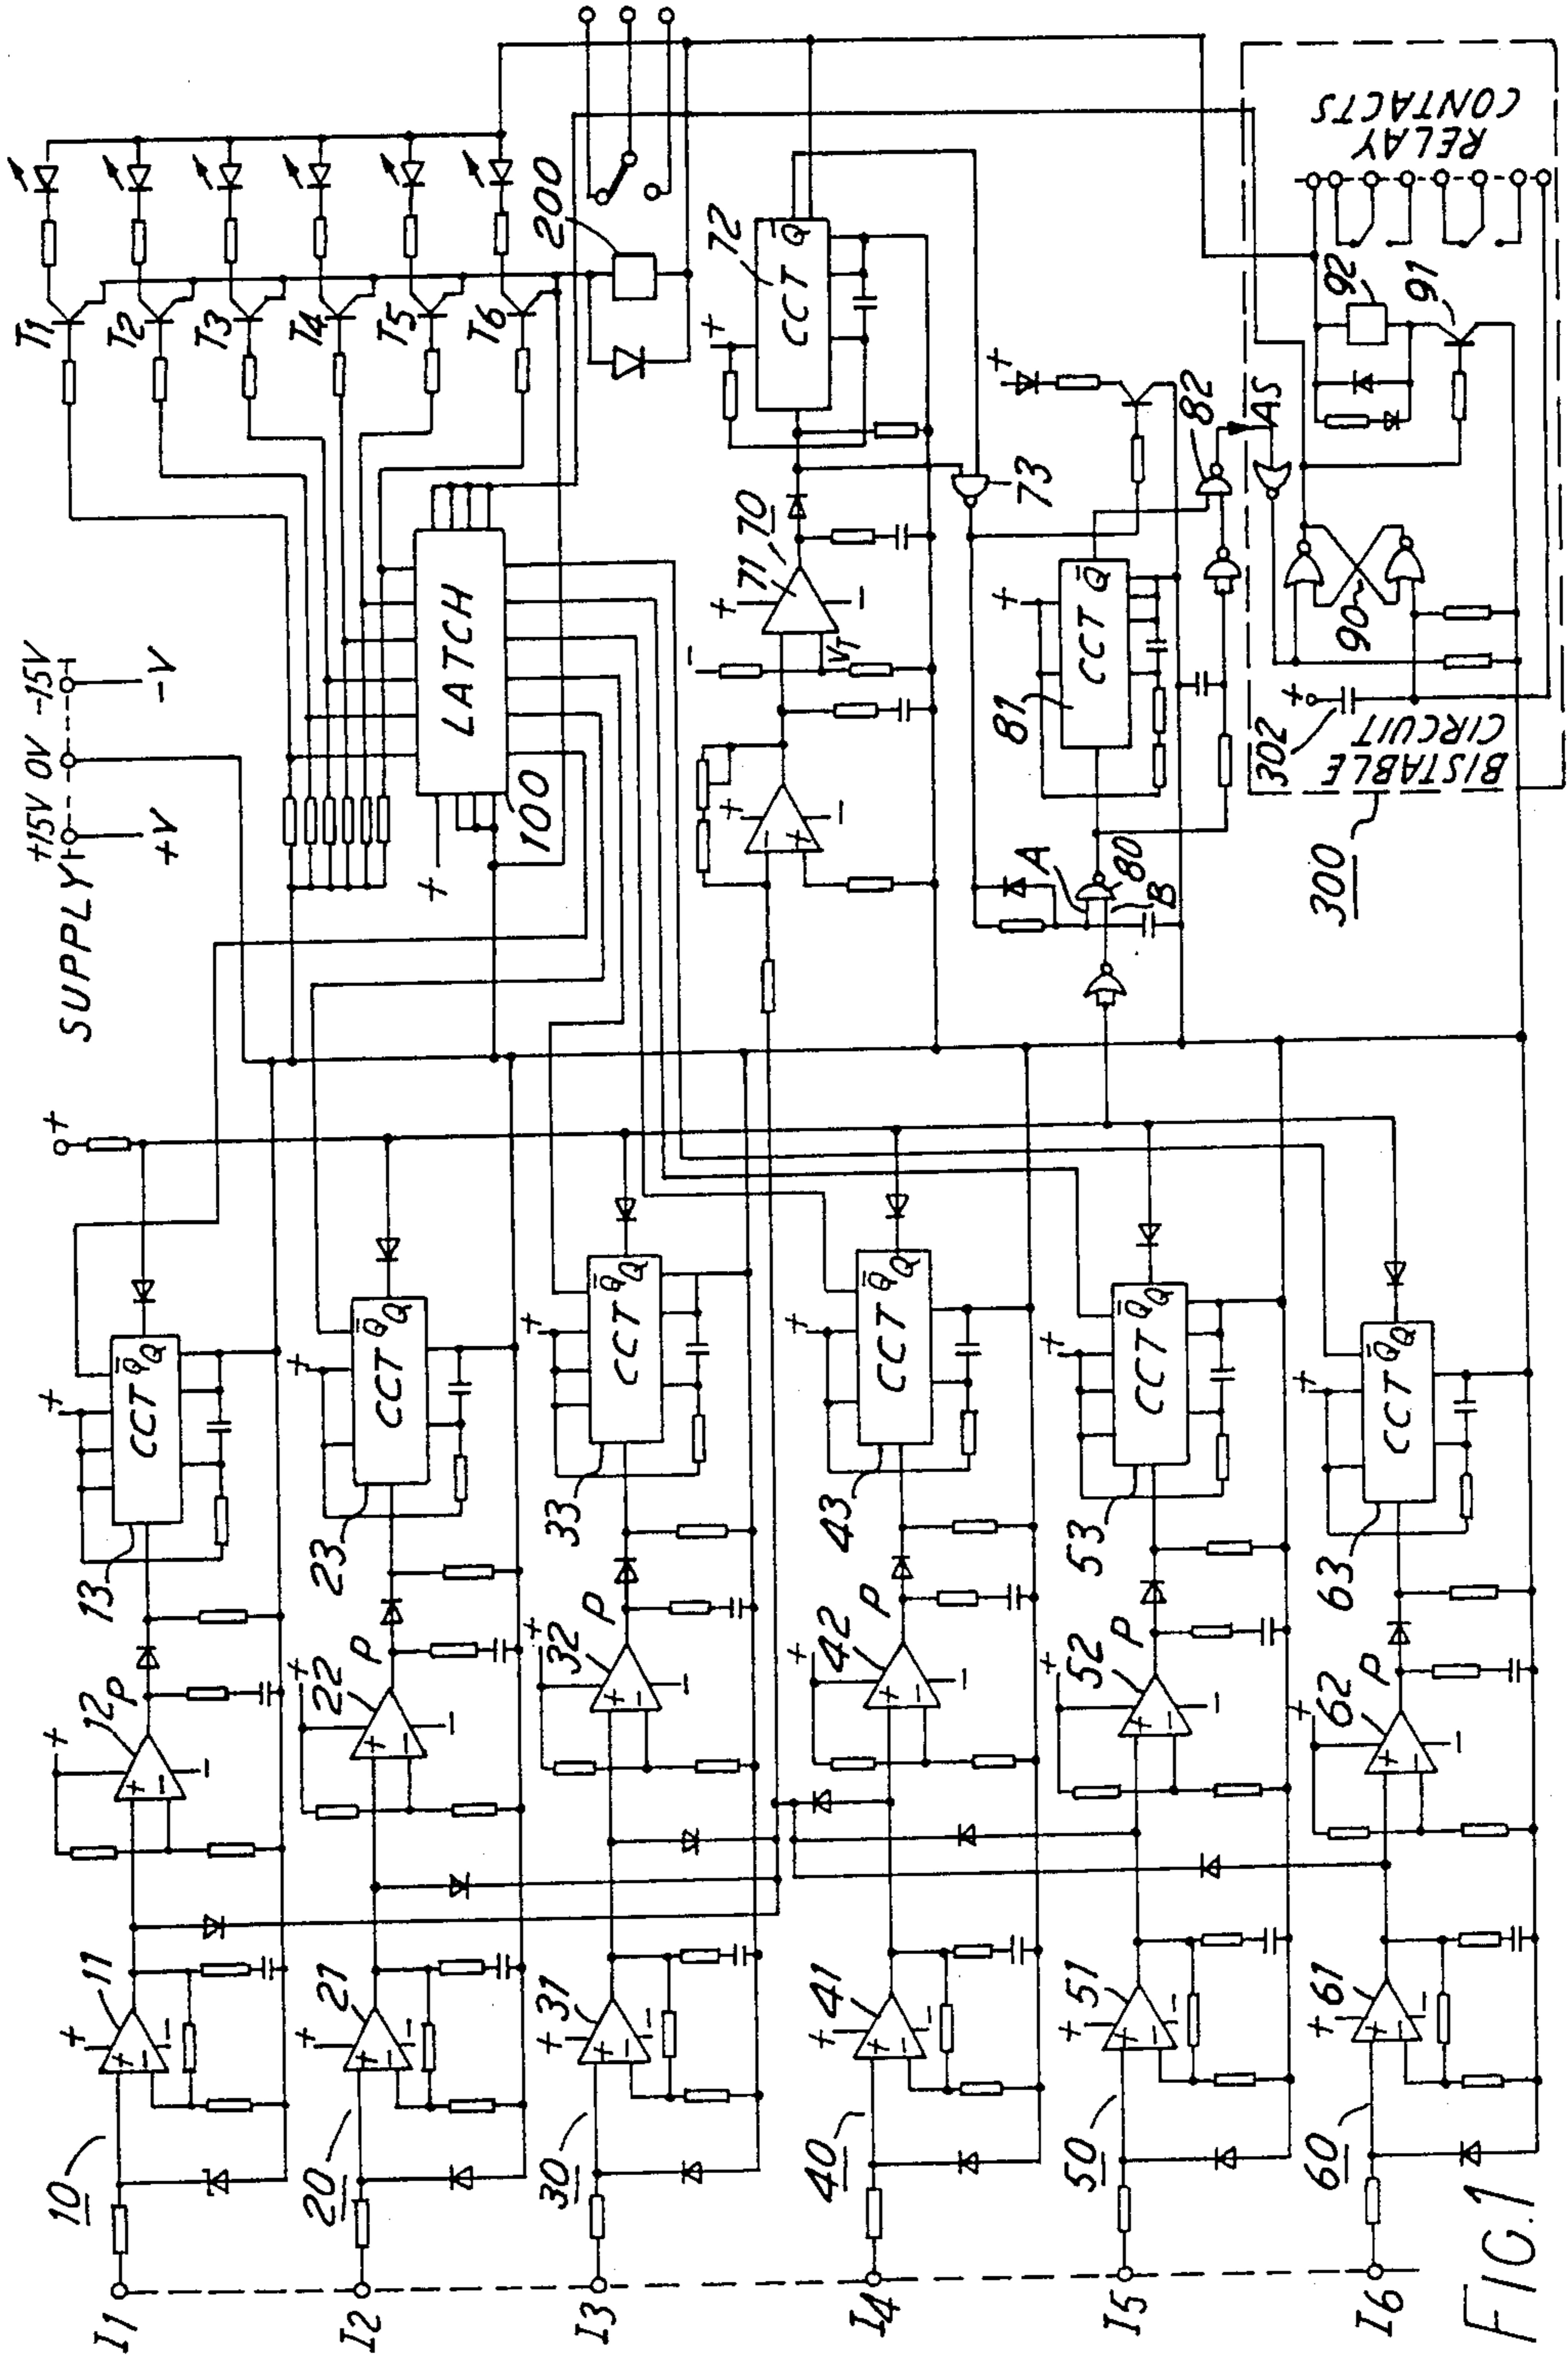 SUPPLY
+15V 0V -15V
+V
-V
T1
T2
T3
T4
T5
T6
200
LATCH
100
I1
10
11
+
-
12
+
-
P
13
CCT
Q̅
Q
I2
20
21
+
-
22
+
-
P
23
CCT
Q̅
Q
I3
30
31
+
-
32
+
-
P
33
CCT
Q̅
Q
I4
40
41
+
-
42
+
-
P
43
CCT
Q̅
Q
I5
50
51
+
-
52
+
-
P
53
CCT
Q̅
Q
I6
60
61
+
-
62
+
-
P
63
CCT
Q̅
Q
70
71
VT
72
CCT
Q̅
73
A
80
B
81
CCT
Q̅
82
AS
90
91
92
RELAY
CONTACTS
302
BISTABLE
CIRCUIT
300
FIG.1